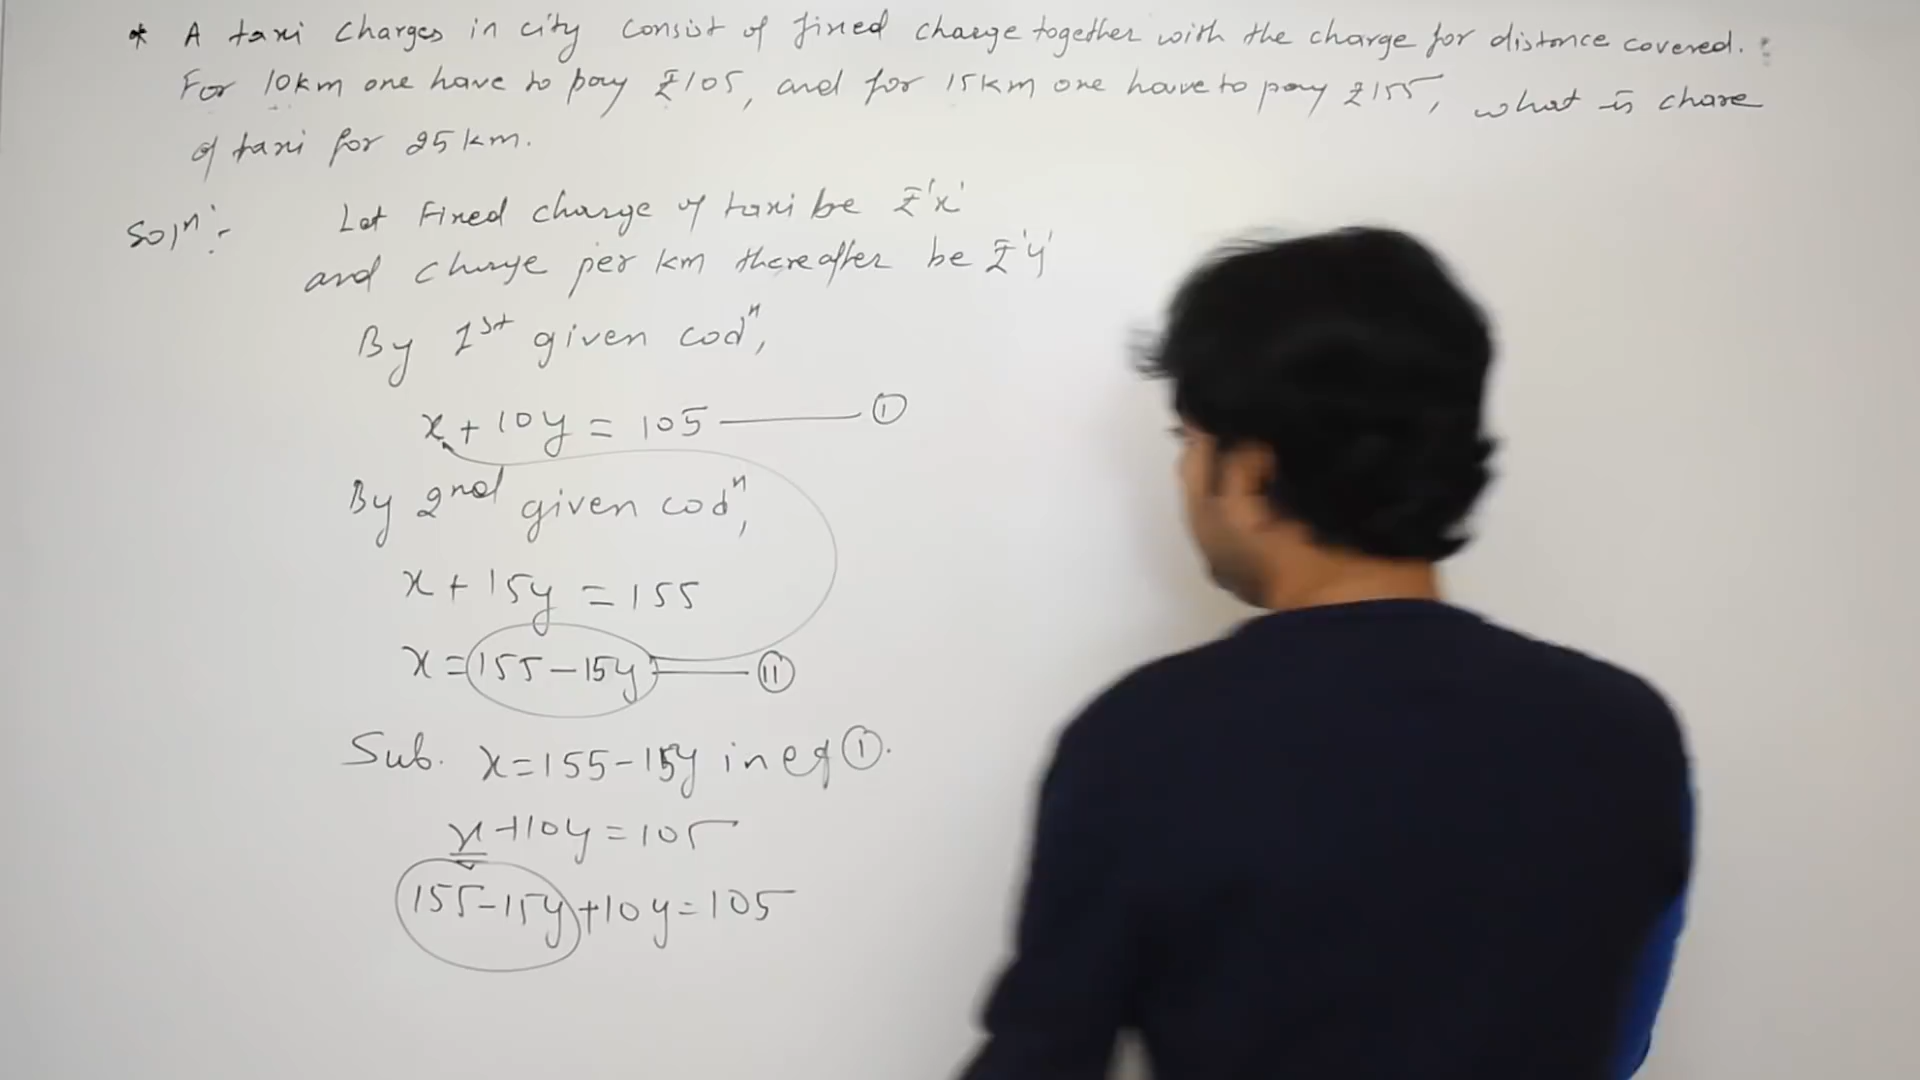 * A taxi charges in city consist of fixed charge together with the charge for distance covered.
For 10km one have to pay ₹105, and for 15km one have to pay ₹155, what is chare
of taxi for 25km.
Solⁿ:- Let Fixed charge of taxi be ₹'x'
and charge per km thereafter be ₹'y'
By 1st given codⁿ,
x + 10y = 105 —— ①
By 2nd given codⁿ,
x + 15y = 155
x = 155 - 15y —— ⑪
Sub. x = 155 - 15y in eq ①.
x + 10y = 105
155 - 15y + 10y = 105